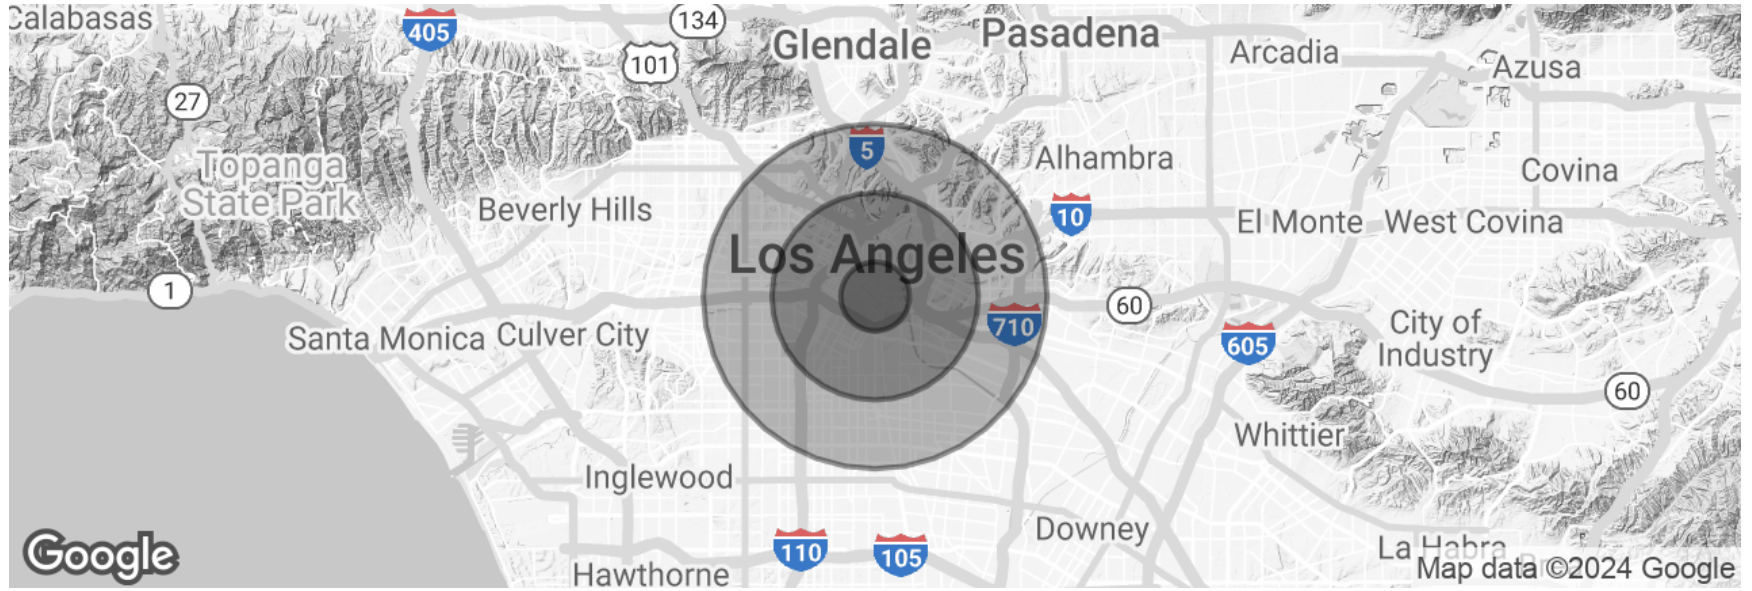 Calabasas
405
134
101
Glendale
Pasadena
Arcadia
Azusa
27
5
Topanga
State Park
Alhambra
Covina
Beverly Hills
10
El Monte
West Covina
Los Angeles
1
60
Santa Monica
Culver City
710
605
City of
Industry
60
Whittier
Inglewood
Downey
110
105
La Habra
Google
Hawthorne
Map data ©2024 Google